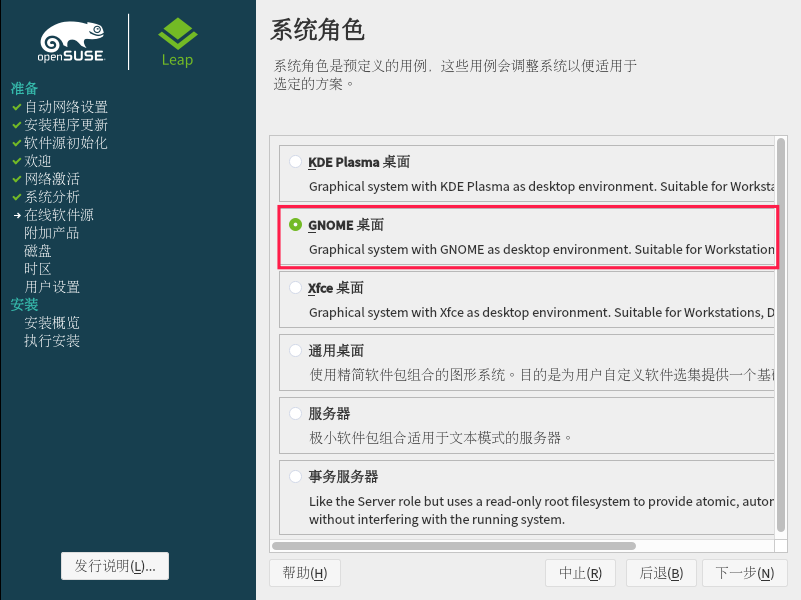 openSUSE
Leap
准备
自动网络设置
安装程序更新
软件源初始化
欢迎
网络激活
系统分析
在线软件源
附加产品
磁盘
时区
用户设置
安装
安装概览
执行安装
发行说明(L)...
系统角色
系统角色是预定义的用例，这些用例会调整系统以便适用于
选定的方案。
KDE Plasma 桌面
Graphical system with KDE Plasma as desktop environment. Suitable for Worksta
GNOME 桌面
Graphical system with GNOME as desktop environment. Suitable for Workstation
Xfce 桌面
Graphical system with Xfce as desktop environment. Suitable for Workstations, D
通用桌面
使用精简软件包组合的图形系统。目的是为用户自定义软件选集提供一个基础
服务器
极小软件包组合适用于文本模式的服务器。
事务服务器
Like the Server role but uses a read-only root filesystem to provide atomic, autor
without interfering with the running system.
帮助(H)
中止(R)
后退(B)
下一步(N)